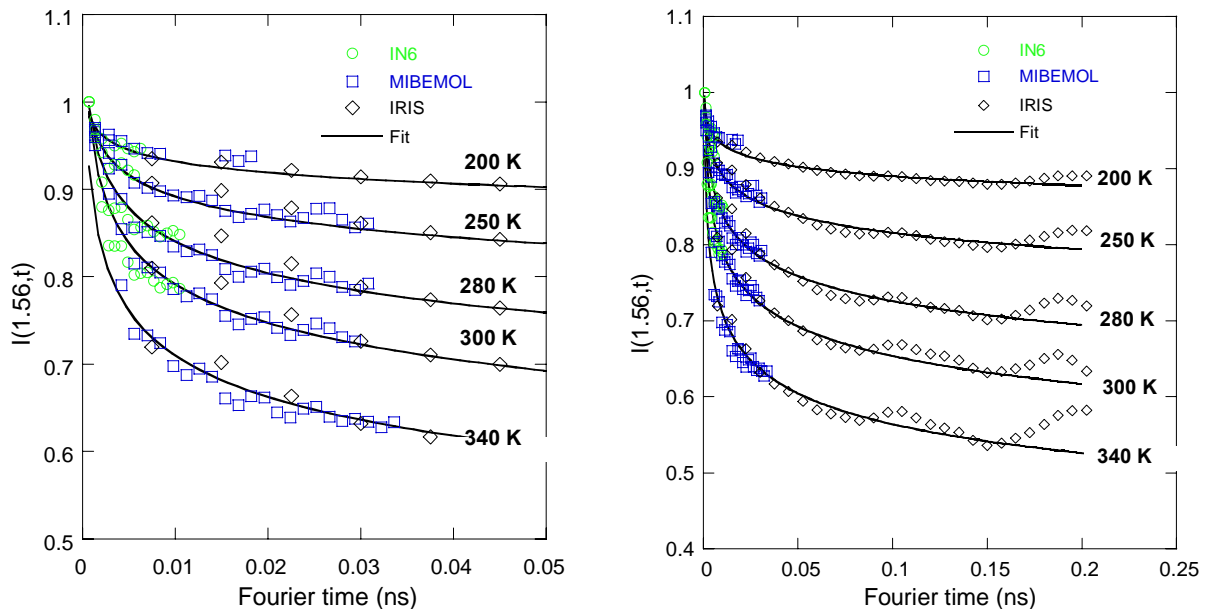 1.1
1
0.9
0.8
0.7
0.6
0.5
I(1.56,t)
IN6
MIBEMOL
IRIS
Fit
200 K
250 K
280 K
300 K
340 K
0
0.01
0.02
0.03
0.04
0.05
Fourier time (ns)
1.1
1
0.9
0.8
0.7
0.6
0.5
0.4
I(1.56,t)
IN6
MIBEMOL
IRIS
Fit
200 K
250 K
280 K
300 K
340 K
0
0.05
0.1
0.15
0.2
0.25
Fourier time (ns)